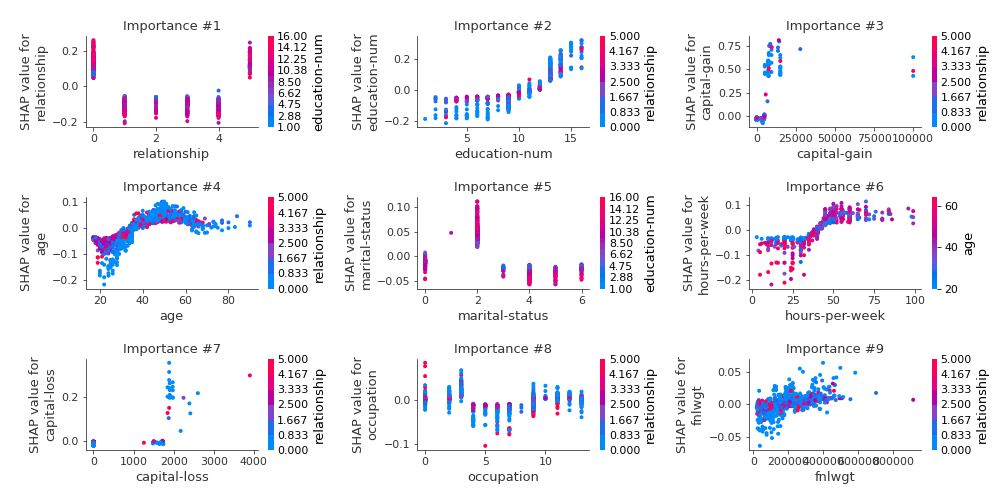 Importance #1
SHAP value for
relationship
0.2
0.0
−0.2
0
1
2
3
4
relationship
16.00
14.12
12.25
10.38
8.50
6.62
4.75
2.88
1.00
education-num
Importance #2
SHAP value for
education-num
0.2
0.0
−0.2
5
10
15
education-num
5.000
4.167
3.333
2.500
1.667
0.833
0.000
relationship
Importance #3
SHAP value for
capital-gain
0.75
0.50
0.25
0.00
0
25000
50000
75000
100000
capital-gain
5.000
4.167
3.333
2.500
1.667
0.833
0.000
relationship
Importance #4
SHAP value for
age
0.1
0.0
−0.1
−0.2
20
40
60
80
age
5.000
4.167
3.333
2.500
1.667
0.833
0.000
relationship
Importance #5
SHAP value for
marital-status
0.10
0.05
0.00
−0.05
0
2
4
6
marital-status
16.00
14.12
12.25
10.38
8.50
6.62
4.75
2.88
1.00
education-num
Importance #6
SHAP value for
hours-per-week
0.1
0.0
−0.1
−0.2
0
25
50
75
100
hours-per-week
60
40
20
age
Importance #7
SHAP value for
capital-loss
0.2
0.0
0
1000
2000
3000
4000
capital-loss
5.000
4.167
3.333
2.500
1.667
0.833
0.000
relationship
Importance #8
SHAP value for
occupation
0.0
−0.1
0
5
10
occupation
5.000
4.167
3.333
2.500
1.667
0.833
0.000
relationship
Importance #9
SHAP value for
fnlwgt
0.05
0.00
−0.05
0
200000
400000
600000
800000
fnlwgt
5.000
4.167
3.333
2.500
1.667
0.833
0.000
relationship